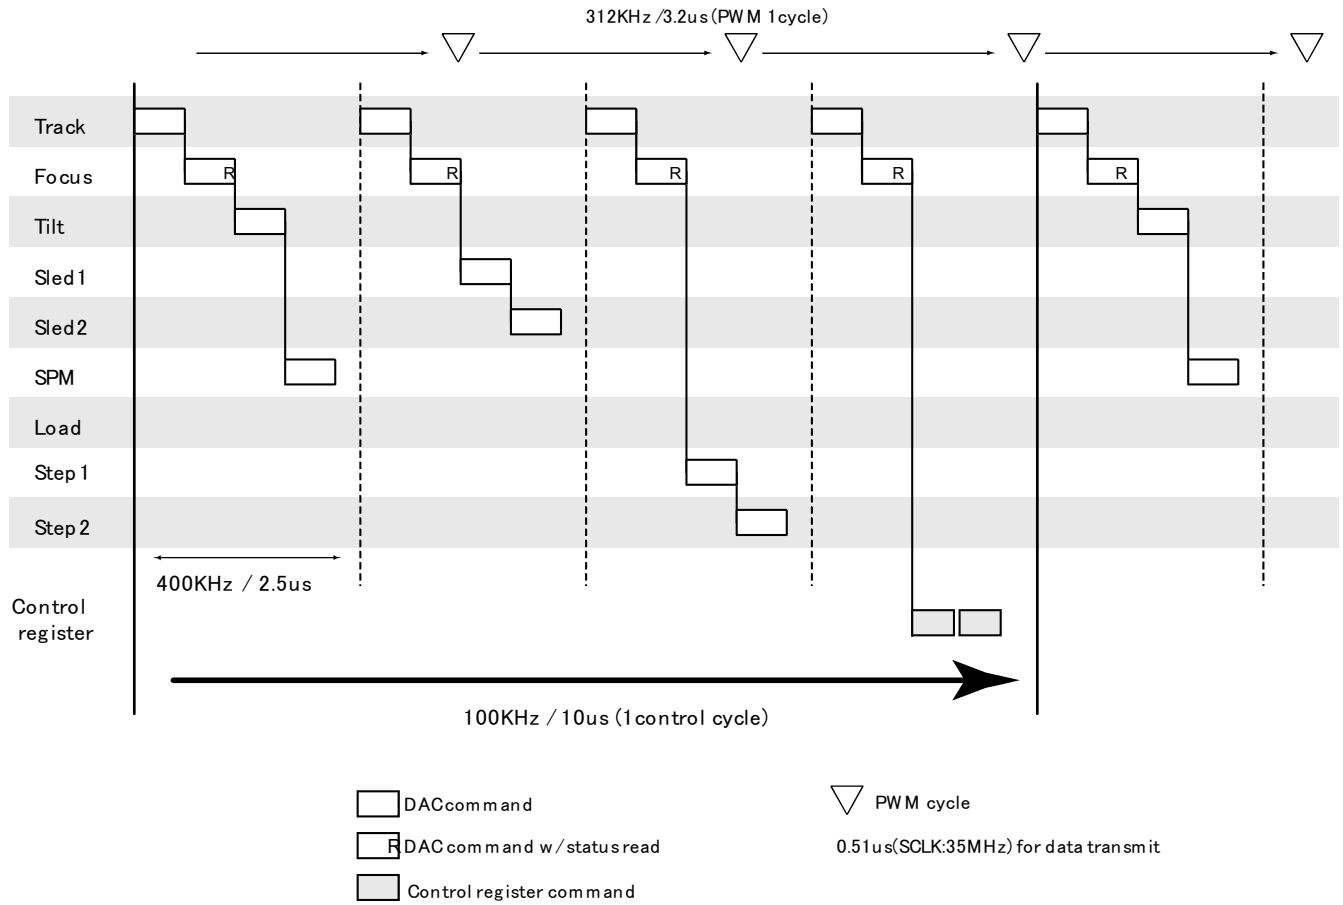 312KHz /3.2us (PWM 1cycle)
Track
Focus
R
R
R
R
R
Tilt
Sled1
Sled2
SPM
Load
Step1
Step2
400KHz / 2.5us
Control
register
100KHz / 10us (1control cycle)
DAC command
PWM cycle
R
DAC command w/status read
0.51us(SCLK:35MHz) for data transmit
Control register command